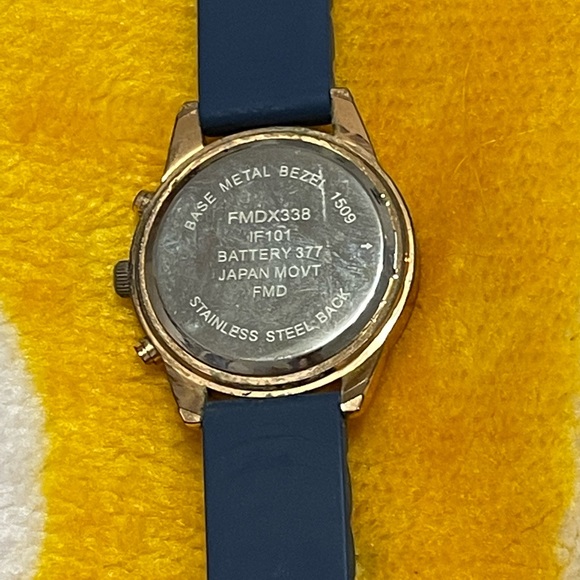 BASE METAL BEZEL 1509
FMDX338
IF101
BATTERY 377
JAPAN MOVT
FMD
STAINLESS STEEL BACK